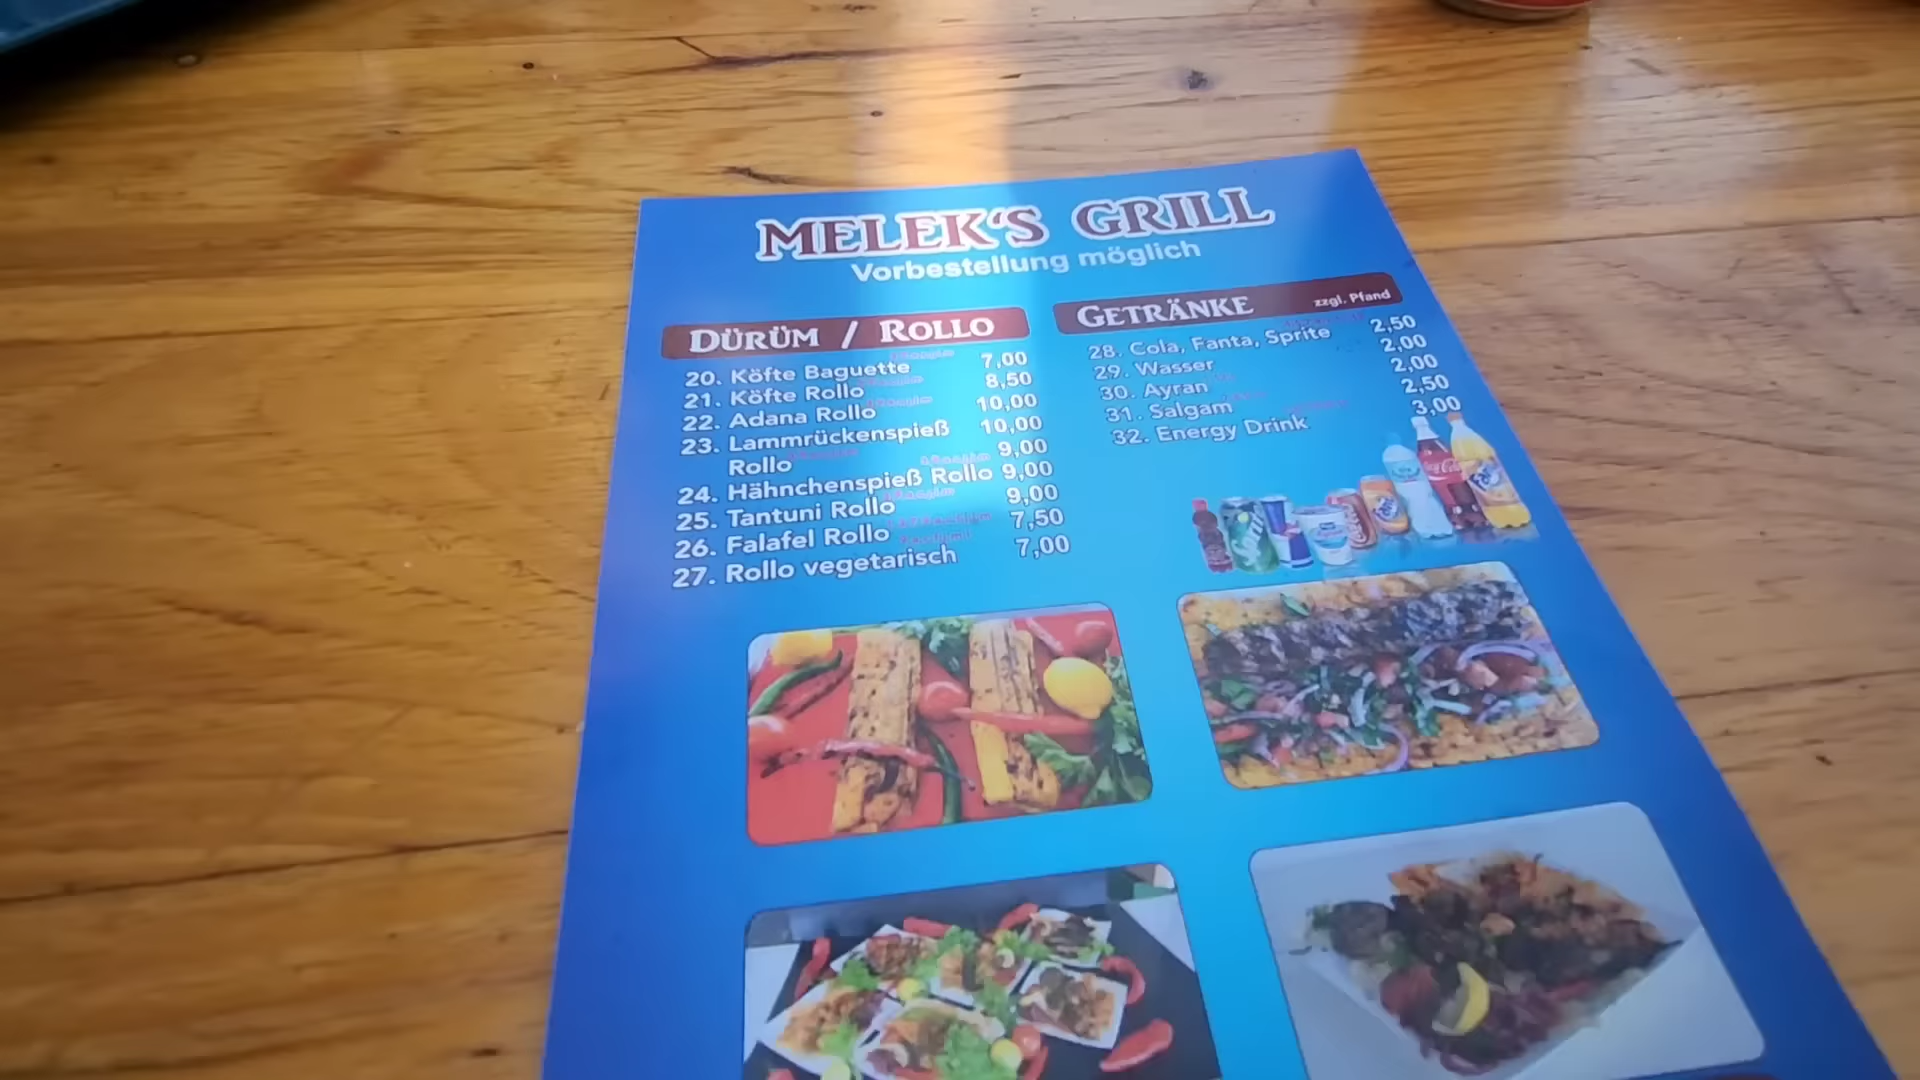 MELEK'S GRILL
Vorbestellung möglich
DÜRÜM / ROLLO
20. Köfte Baguette 7,00
21. Köfte Rollo 8,50
22. Adana Rollo 10,00
23. Lammrückenspieß 10,00
Rollo 9,00
24. Hähnchenspieß Rollo 9,00
25. Tantuni Rollo 9,00
26. Falafel Rollo 7,50
27. Rollo vegetarisch 7,00
GETRÄNKE zzgl. Pfand
28. Cola, Fanta, Sprite 2,50
29. Wasser 2,00
30. Ayran 2,00
31. Salgam 2,50
32. Energy Drink 3,00